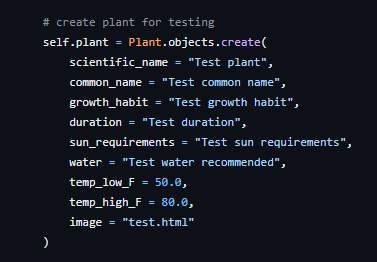 # create plant for testing
self.plant = Plant.objects.create(
scientific_name = "Test plant",
common_name = "Test common name",
growth_habit = "Test growth habit",
duration = "Test duration",
sun_requirements = "Test sun requirements",
water = "Test water recommended",
temp_low_F = 50.0,
temp_high_F = 80.0,
image = "test.html"
)